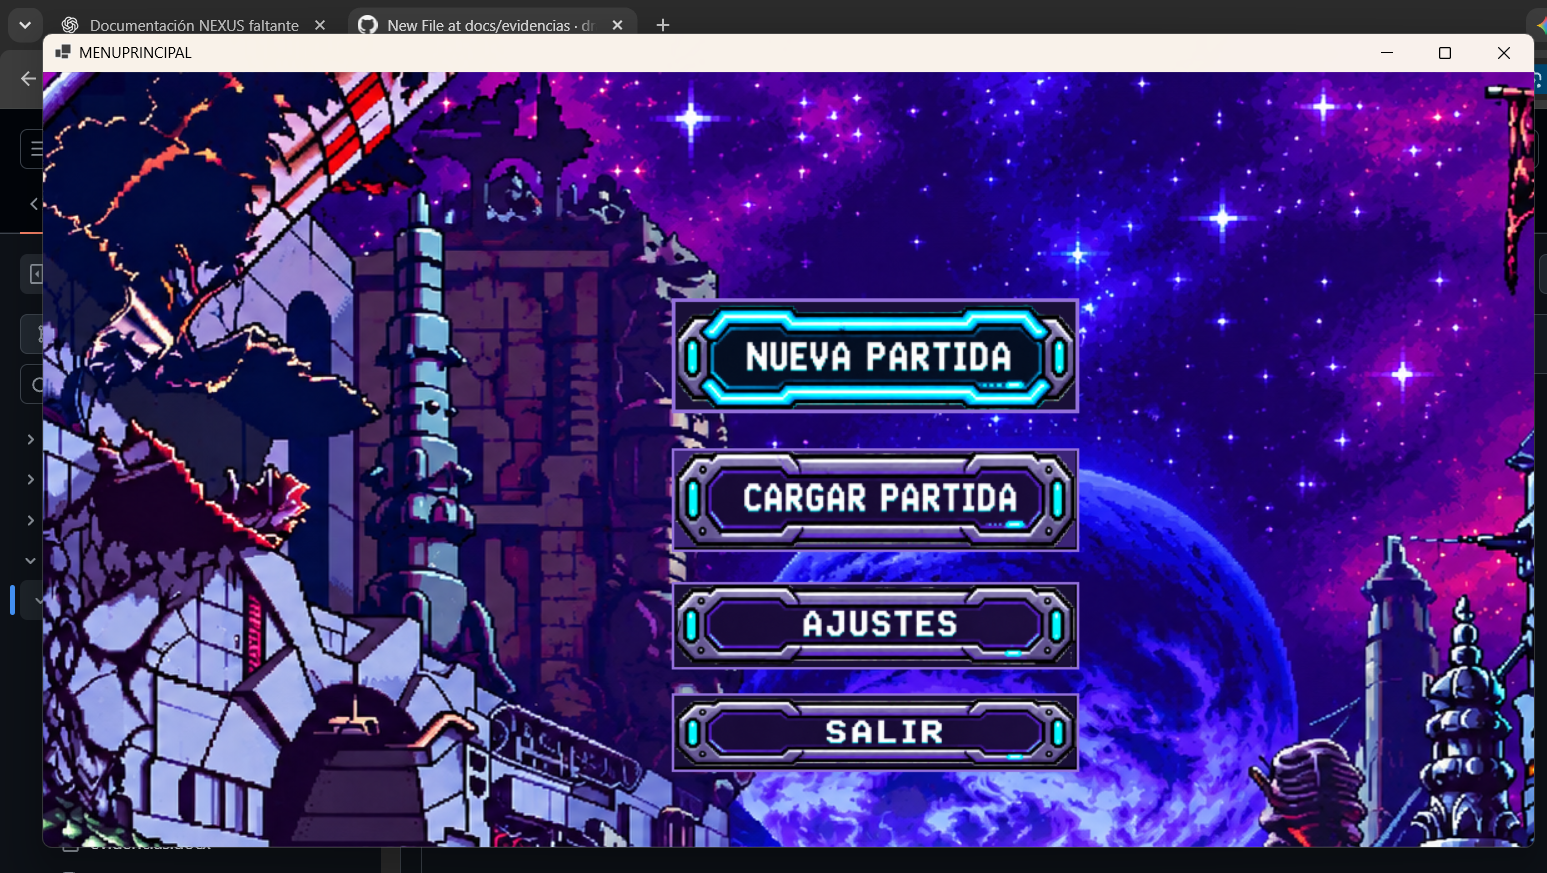 Documentación NEXUS faltante
New File at docs/evidencias · dr
MENUPRINCIPAL
NUEVA PARTIDA
CARGAR PARTIDA
AJUSTES
SALIR